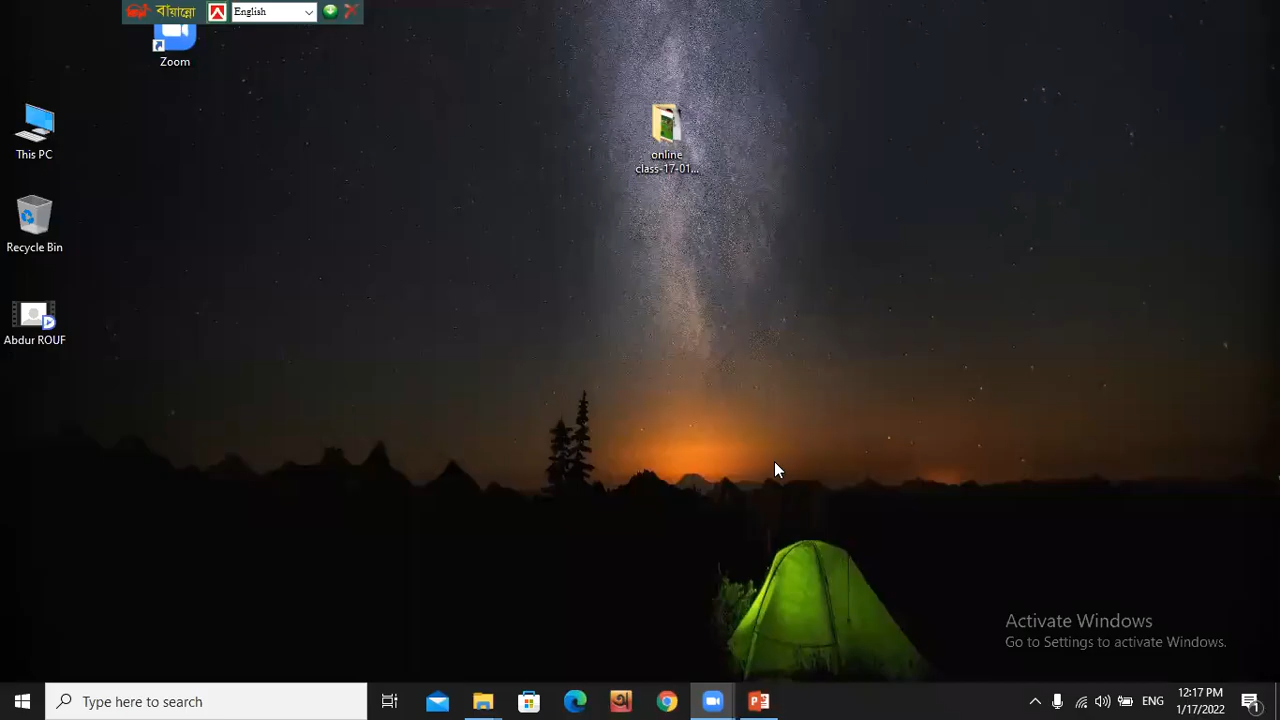 বায়ান্নো
English
Zoom
online
class-17-01...
This PC
Recycle Bin
Abdur ROUF
Activate Windows
Go to Settings to activate Windows.
Type here to search
ENG
12:17 PM
1/17/2022